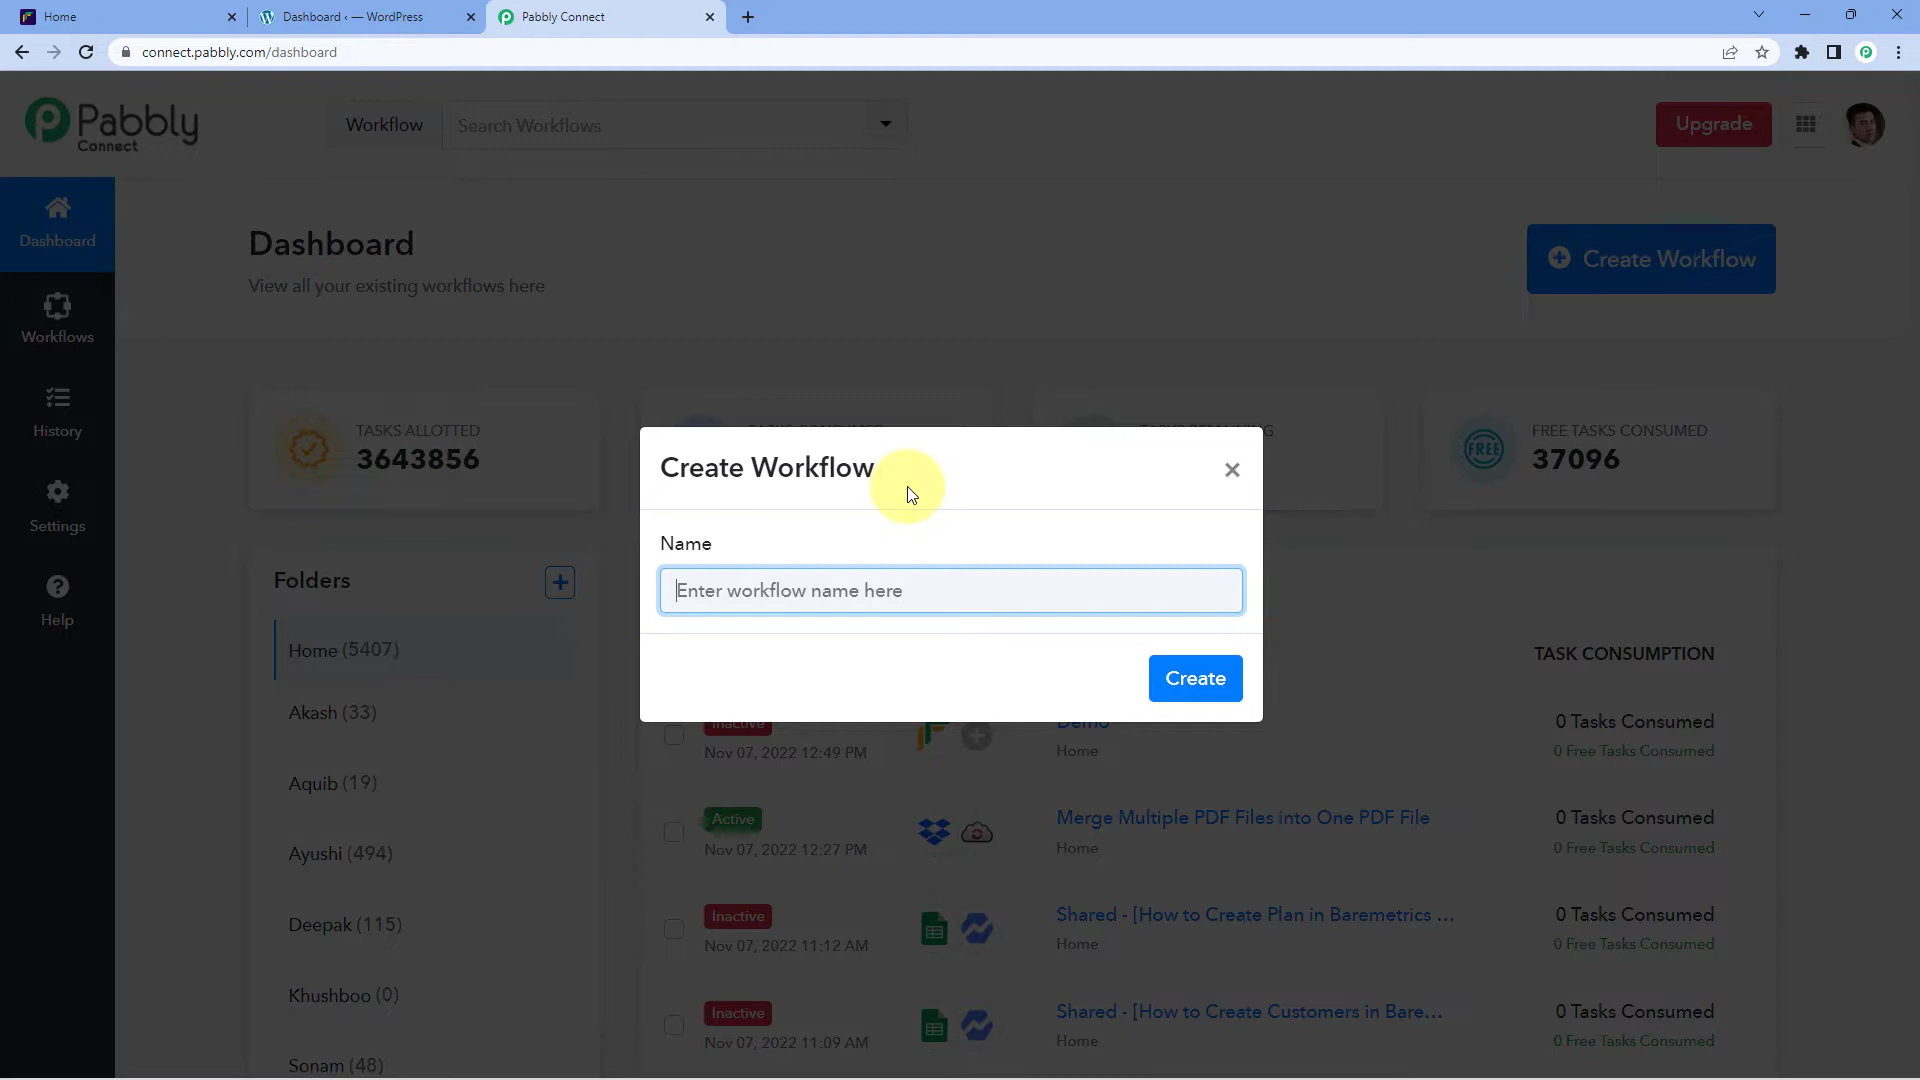 Home
Dashboard ‹ — WordPress
Pabbly Connect
connect.pabbly.com/dashboard
Pabbly
Connect
Workflow
Search Workflows
Upgrade
Dashboard
Workflows
History
Settings
Help
Dashboard
View all your existing workflows here
Create Workflow
TASKS ALLOTTED
3643856
FREE
FREE TASKS CONSUMED
37096
Create Workflow
Name
Enter workflow name here
Create
Folders
Home (5407)
Akash (33)
Aquib (19)
Ayushi (494)
Deepak (115)
Khushboo (0)
Sonam (48)
TASK CONSUMPTION
Inactive
Nov 07, 2022 12:49 PM
Demo
Home
0 Tasks Consumed
0 Free Tasks Consumed
Active
Nov 07, 2022 12:27 PM
Merge Multiple PDF Files into One PDF File
Home
0 Tasks Consumed
0 Free Tasks Consumed
Inactive
Nov 07, 2022 11:12 AM
Shared - [How to Create Plan in Baremetrics ...
Home
0 Tasks Consumed
0 Free Tasks Consumed
Inactive
Nov 07, 2022 11:09 AM
Shared - [How to Create Customers in Bare...
Home
0 Tasks Consumed
0 Free Tasks Consumed